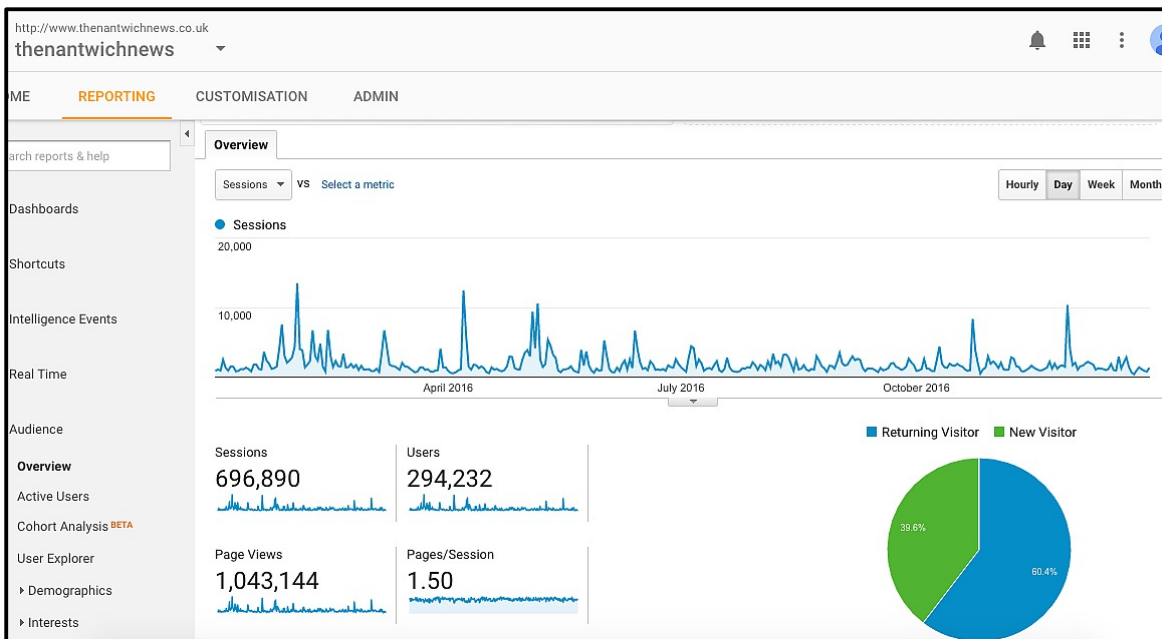 http://www.thenantwichnews.co.uk
thenantwichnews
OME
REPORTING
CUSTOMISATION
ADMIN
arch reports & help
Dashboards
Shortcuts
Intelligence Events
Real Time
Audience
Overview
Active Users
Cohort Analysis BETA
User Explorer
Demographics
Interests
Overview
Sessions VS Select a metric
Hourly Day Week Month
Sessions
20,000
10,000
April 2016 July 2016 October 2016
Returning Visitor New Visitor
Sessions
696,890
Users
294,232
Page Views
1,043,144
Pages/Session
1.50
39.6%
60.4%